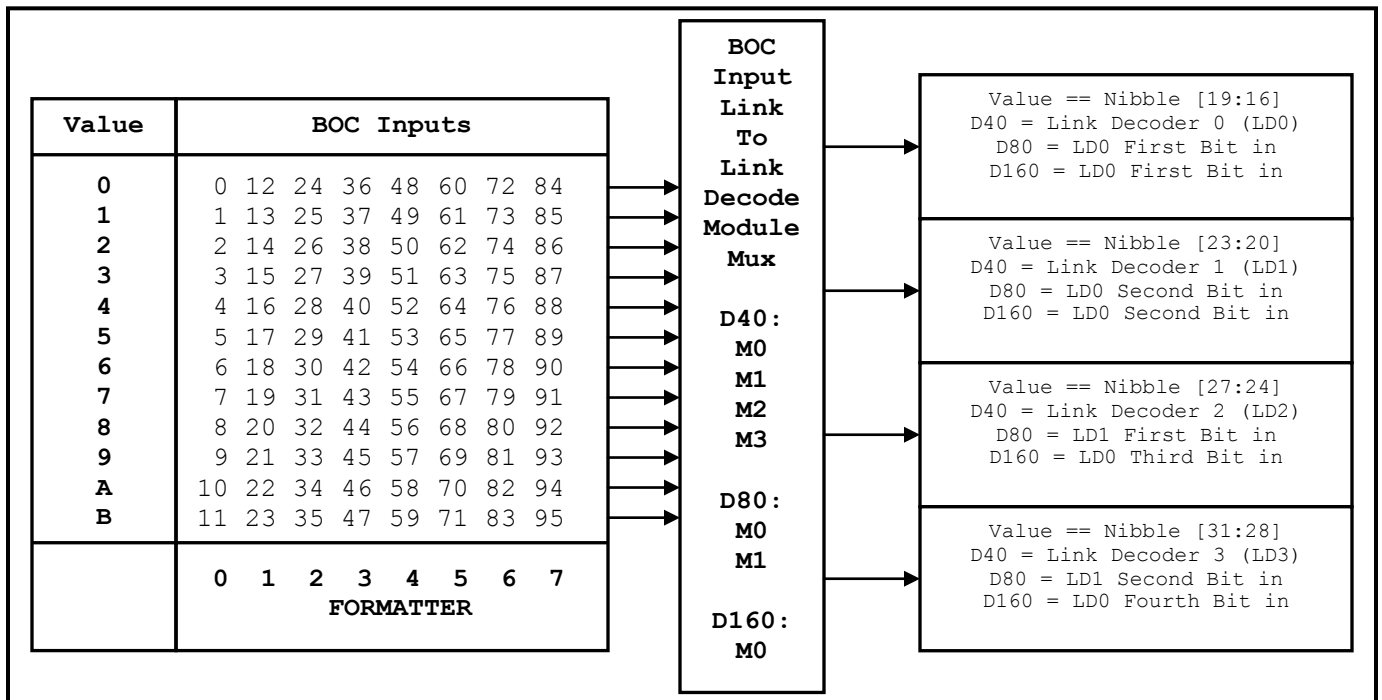 Value BOC Inputs
0 0 12 24 36 48 60 72 84
1 1 13 25 37 49 61 73 85
2 2 14 26 38 50 62 74 86
3 3 15 27 39 51 63 75 87
4 4 16 28 40 52 64 76 88
5 5 17 29 41 53 65 77 89
6 6 18 30 42 54 66 78 90
7 7 19 31 43 55 67 79 91
8 8 20 32 44 56 68 80 92
9 9 21 33 45 57 69 81 93
A 10 22 34 46 58 70 82 94
B 11 23 35 47 59 71 83 95
0 1 2 3 4 5 6 7
FORMATTER
BOC
Input
Link
To
Link
Decode
Module
Mux
D40:
M0
M1
M2
M3
D80:
M0
M1
D160:
M0
Value == Nibble [19:16]
D40 = Link Decoder 0 (LD0)
D80 = LD0 First Bit in
D160 = LD0 First Bit in
Value == Nibble [23:20]
D40 = Link Decoder 1 (LD1)
D80 = LD0 Second Bit in
D160 = LD0 Second Bit in
Value == Nibble [27:24]
D40 = Link Decoder 2 (LD2)
D80 = LD1 First Bit in
D160 = LD0 Third Bit in
Value == Nibble [31:28]
D40 = Link Decoder 3 (LD3)
D80 = LD1 Second Bit in
D160 = LD0 Fourth Bit in